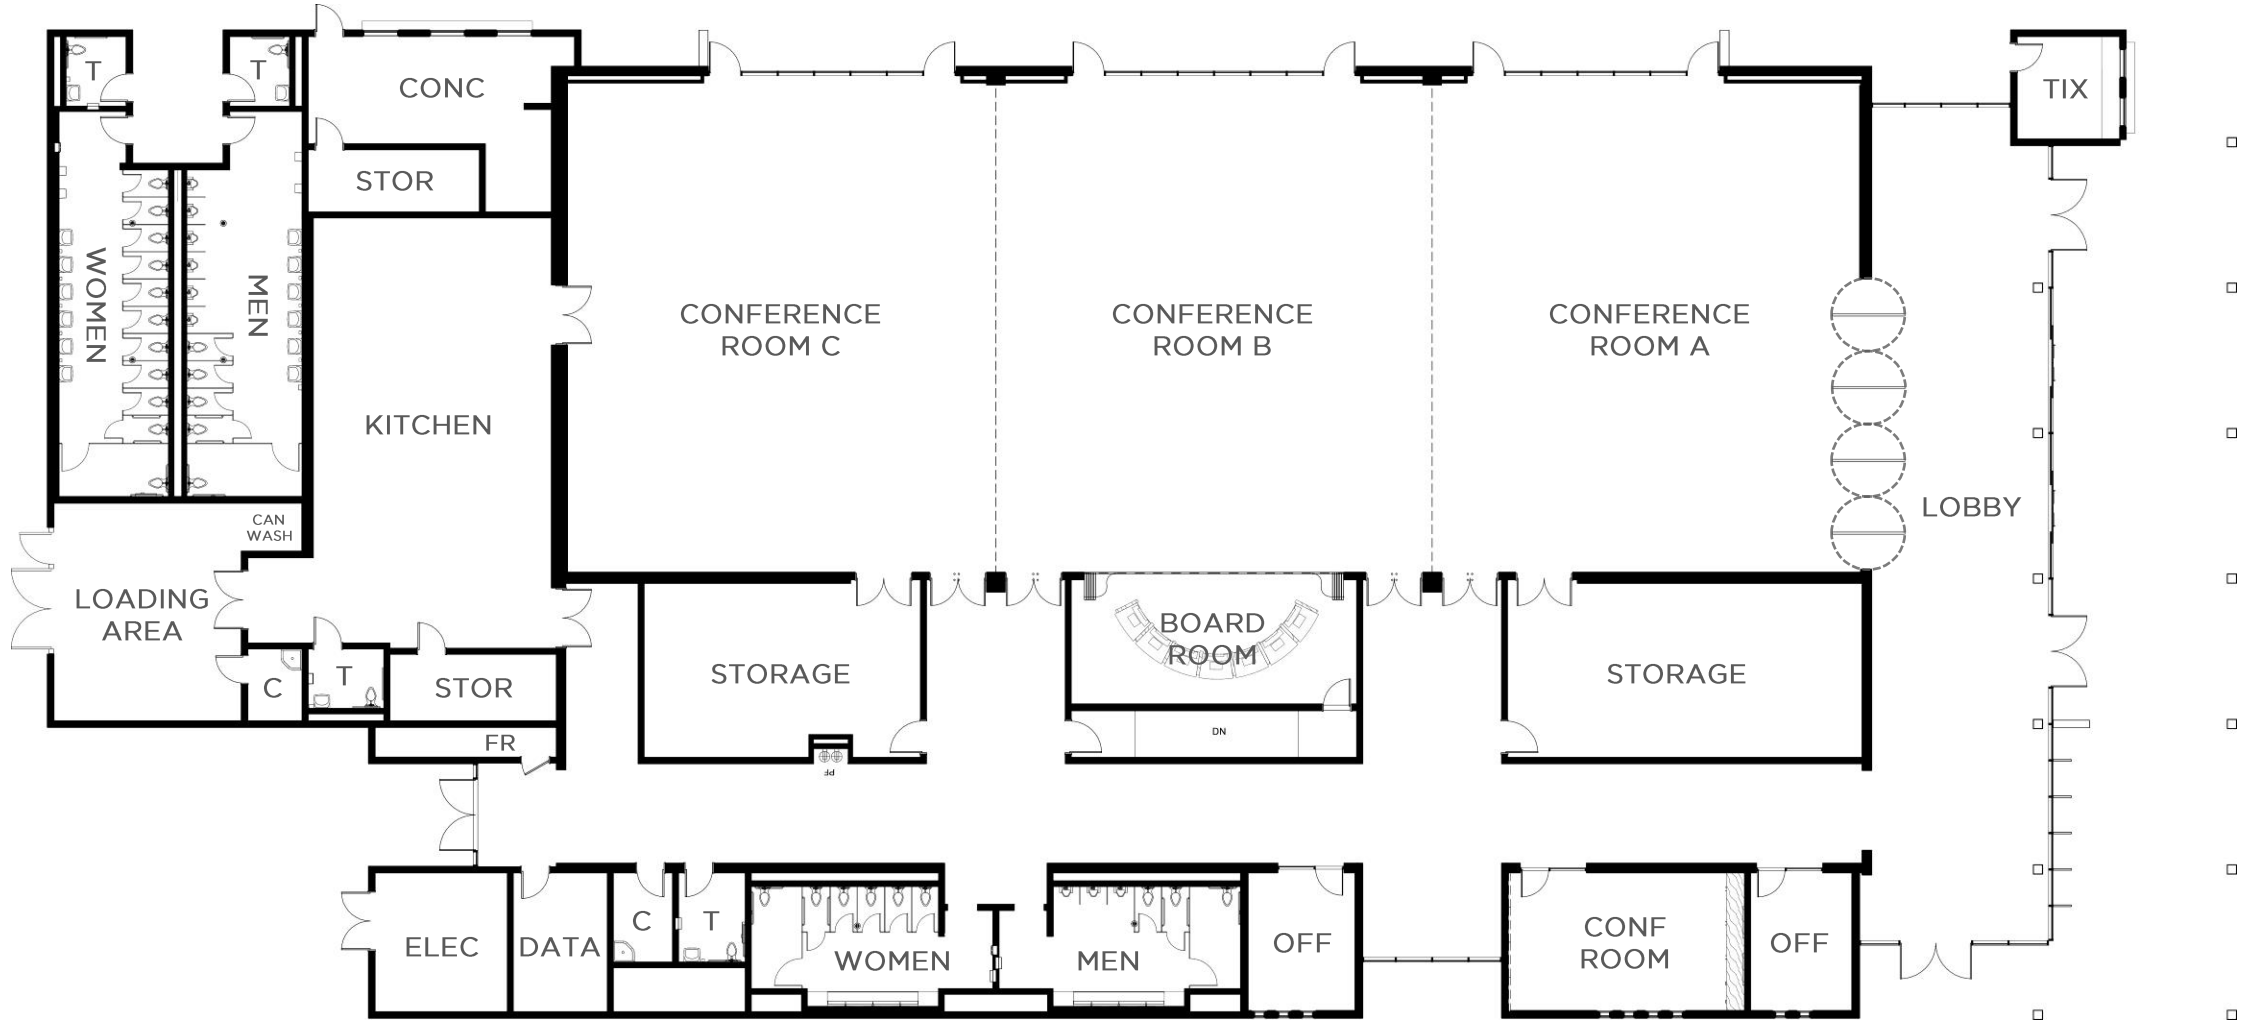 T
T
CONC
TIX
STOR
WOMEN
MEN
CONFERENCE
ROOM C
CONFERENCE
ROOM B
CONFERENCE
ROOM A
KITCHEN
LOBBY
CAN
WASH
LOADING
AREA
BOARD
ROOM
C
T
STOR
STORAGE
STORAGE
FR
DN
PF
ELEC
DATA
C
T
WOMEN
MEN
OFF
CONF
ROOM
OFF